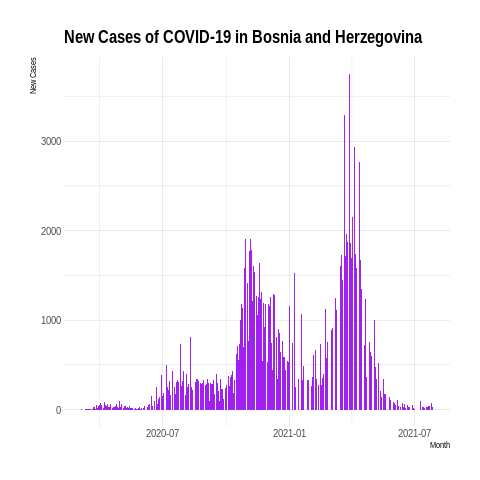 New Cases of COVID-19 in Bosnia and Herzegovina
New Cases
3000
2000
1000
0
2020-07
2021-01
2021-07
Month